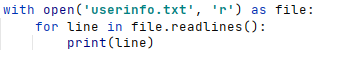 with open('userinfo.txt', 'r') as file:
    for line in file.readlines():
        print(line)